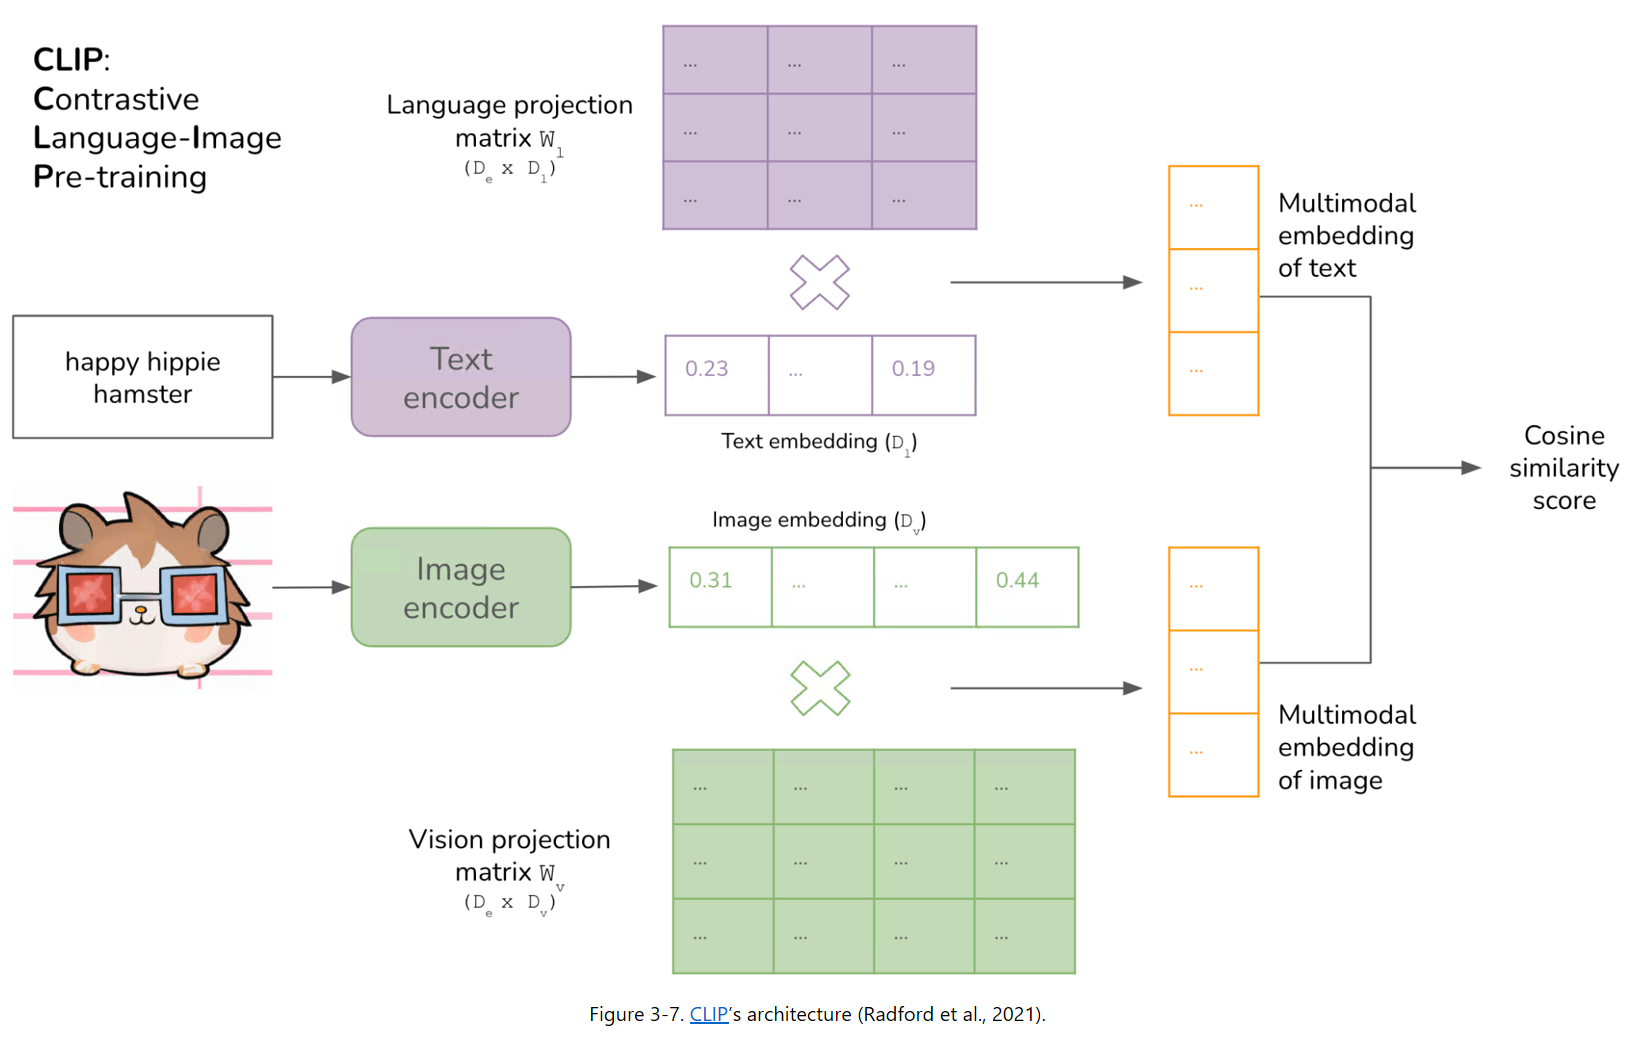 CLIP:
Contrastive
Language-Image
Pre-training
Language projection
matrix W_l
(D_e x D_l)
... ... ...
... ... ...
... ... ...
happy hippie
hamster
Text
encoder
0.23 ... 0.19
Text embedding (D_l)
...
...
...
Multimodal
embedding
of text
Cosine
similarity
score
Image
encoder
Image embedding (D_v)
0.31 ... ... 0.44
Vision projection
matrix W_v
(D_e x D_v)
... ... ... ...
... ... ... ...
... ... ... ...
...
...
...
Multimodal
embedding
of image
Figure 3-7. CLIP's architecture (Radford et al., 2021).